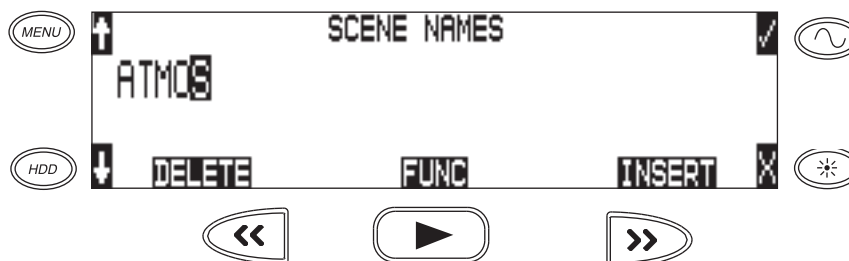 MENU SCENE NAMES
ATMOS
HDD DELETE FUNC INSERT X